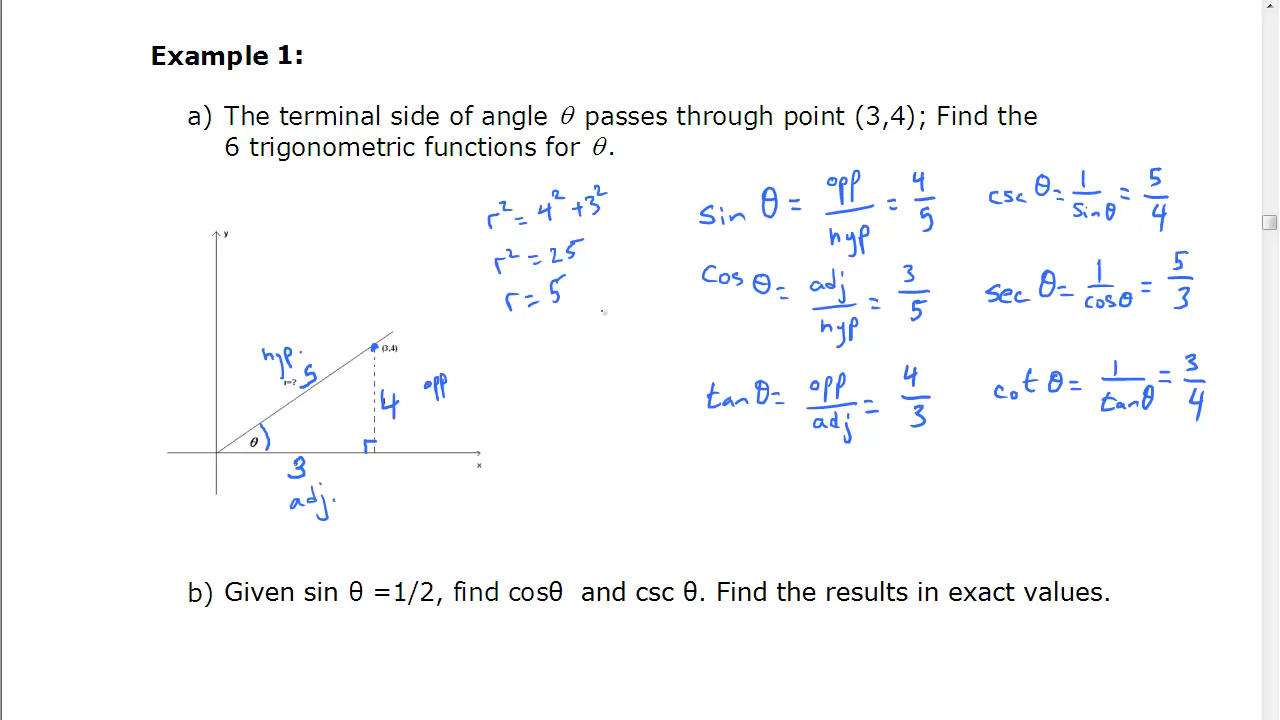 Example 1:
a) The terminal side of angle θ passes through point (3,4); Find the
6 trigonometric functions for θ.
r² = 4² + 3²
r² = 25
r = 5
y
hyp.
r=?
5
(3,4)
4
opp
θ
3
adj.
x
sin θ = opp/hyp = 4/5
csc θ = 1/sinθ = 5/4
cos θ = adj/hyp = 3/5
sec θ = 1/cosθ = 5/3
tan θ = opp/adj = 4/3
cot θ = 1/tanθ = 3/4
b) Given sin θ =1/2, find cosθ and csc θ. Find the results in exact values.